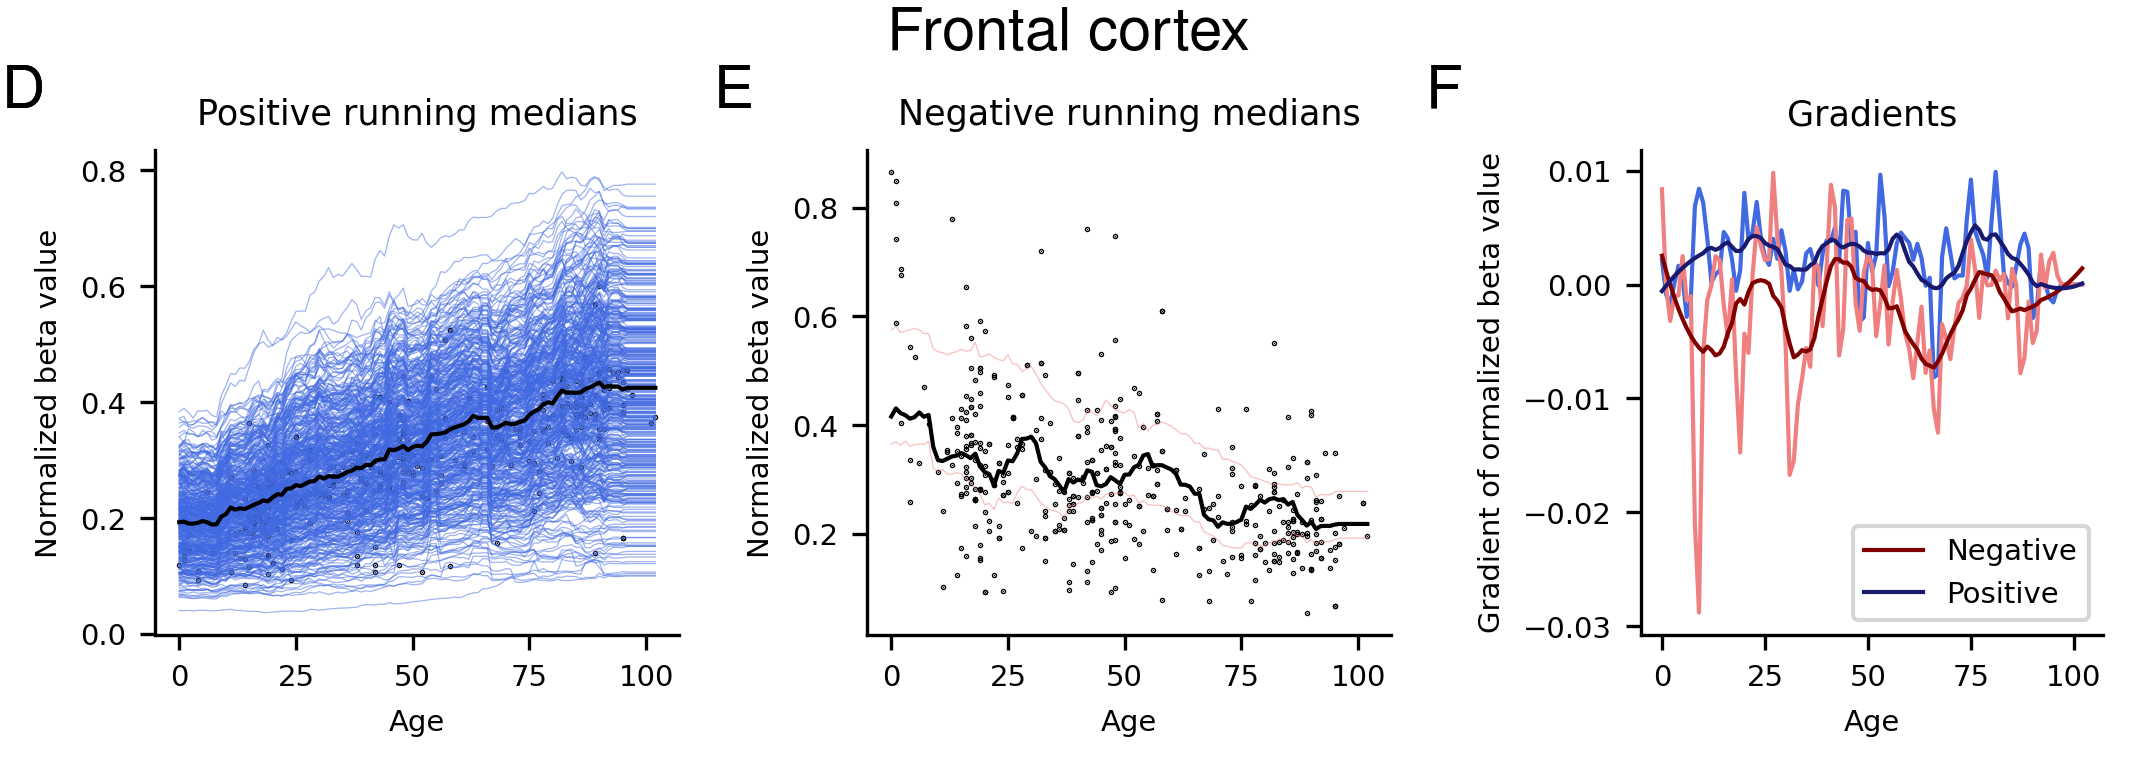 Frontal cortex
D
Positive running medians
Normalized beta value
0.8
0.6
0.4
0.2
0.0
0 25 50 75 100
Age
E
Negative running medians
Normalized beta value
0.8
0.6
0.4
0.2
0 25 50 75 100
Age
F
Gradients
Gradient of ormalized beta value
0.01
0.00
−0.01
−0.02
−0.03
Negative
Positive
0 25 50 75 100
Age